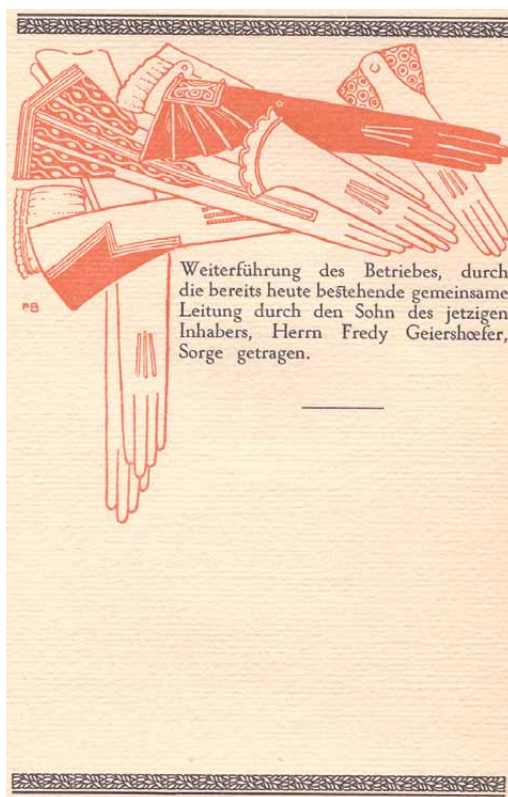 Weiterführung des Betriebes, durch
die bereits heute bestehende gemeinsame
Leitung durch den Sohn des jetzigen
Inhabers, Herrn Fredy Geiershœfer,
Sorge getragen.
PB